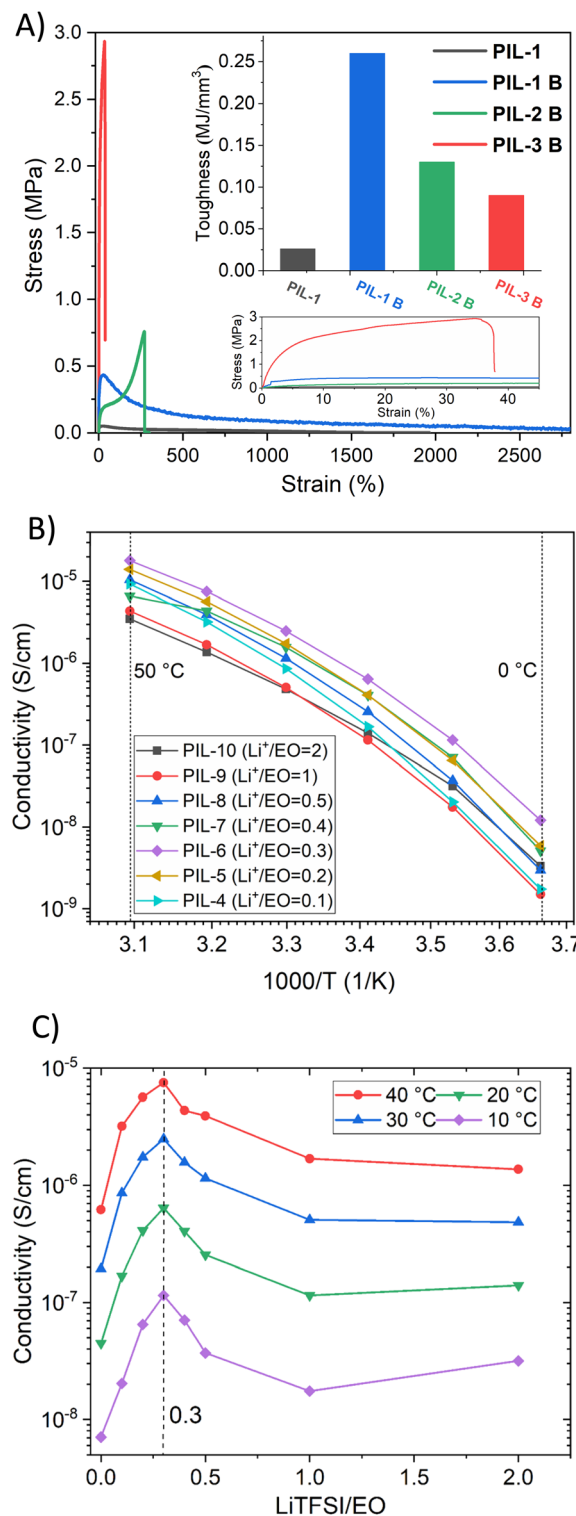 A)
3.0
2.5
2.0
1.5
1.0
0.5
0.0
Stress (MPa)
0
500
1000
1500
2000
2500
Strain (%)
0.25
0.20
0.15
0.10
0.05
0.00
Toughness (MJ/mm³)
PIL-1
PIL-1 B
PIL-2 B
PIL-3 B
PIL-1
PIL-1 B
PIL-2 B
PIL-3 B
3
2
1
0
Stress (MPa)
0
10
20
30
40
Strain (%)
B)
10⁻⁵
10⁻⁶
10⁻⁷
10⁻⁸
10⁻⁹
Conductivity (S/cm)
50 °C
0 °C
PIL-10 (Li⁺/EO=2)
PIL-9 (Li⁺/EO=1)
PIL-8 (Li⁺/EO=0.5)
PIL-7 (Li⁺/EO=0.4)
PIL-6 (Li⁺/EO=0.3)
PIL-5 (Li⁺/EO=0.2)
PIL-4 (Li⁺/EO=0.1)
3.1
3.2
3.3
3.4
3.5
3.6
3.7
1000/T (1/K)
C)
10⁻⁵
10⁻⁶
10⁻⁷
10⁻⁸
Conductivity (S/cm)
40 °C
20 °C
30 °C
10 °C
0.3
0.0
0.5
1.0
1.5
2.0
LiTFSI/EO